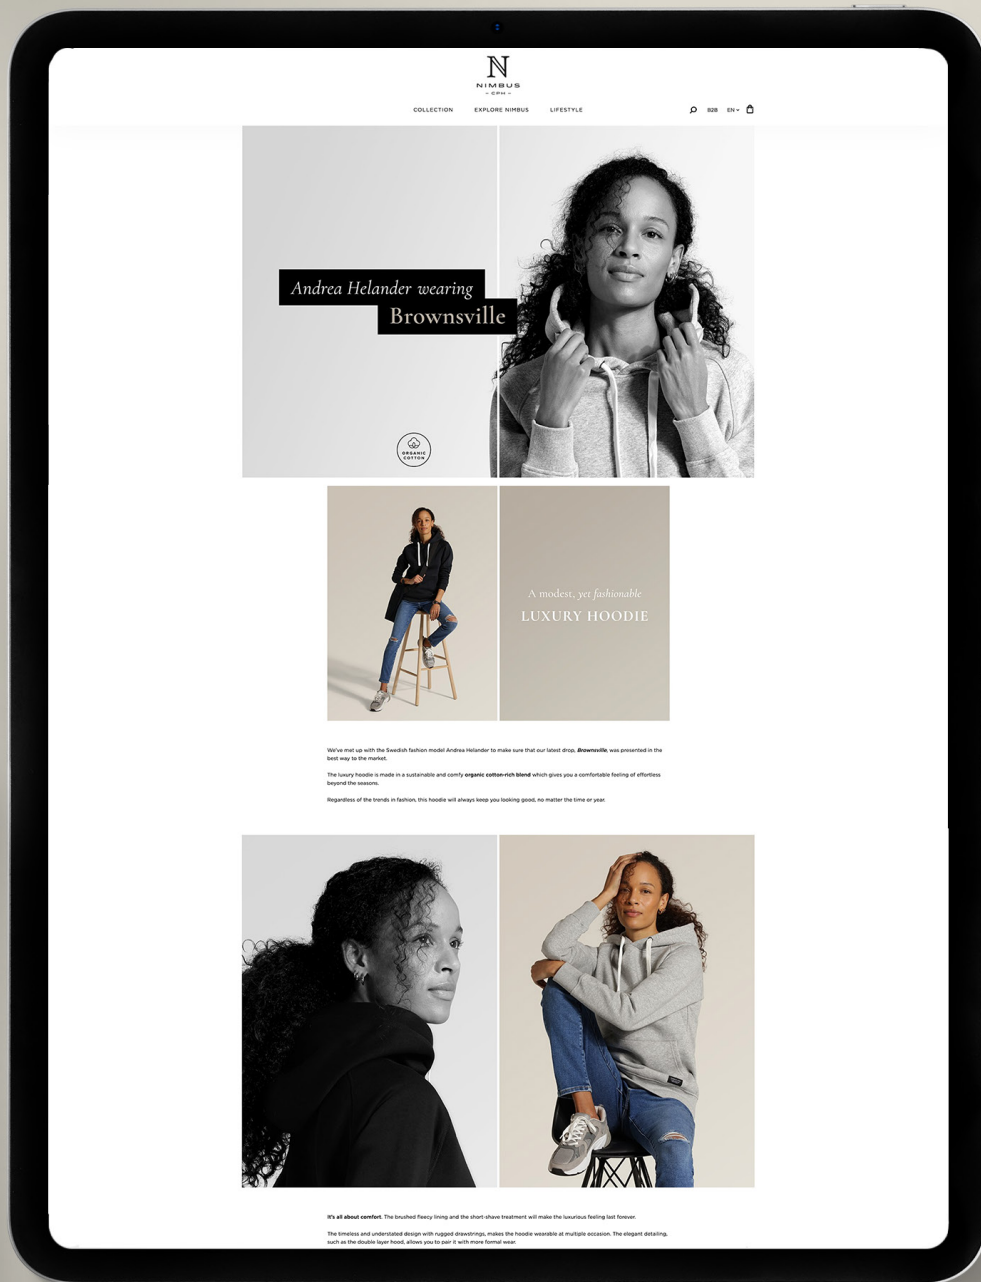 N
NIMBUS
- CPH -
COLLECTION EXPLORE NIMBUS LIFESTYLE B2B EN
Andrea Helander wearing
Brownsville
ORGANIC
COTTON
A modest, yet fashionable
LUXURY HOODIE
We've met up with the Swedish fashion model Andrea Helander to make sure that our latest drop, Brownsville, was presented in the
best way to the market.
The luxury hoodie is made in a sustainable and comfy organic cotton-rich blend which gives you a comfortable feeling of effortless
beyond the seasons.
Regardless of the trends in fashion, this hoodie will always keep you looking good, no matter the time or year.
It's all about comfort. The brushed fleecy lining and the short-shave treatment will make the luxurious feeling last forever.
The timeless and understated design with rugged drawstrings, makes the hoodie wearable at multiple occasion. The elegant detailing,
such as the double layer hood, allows you to pair it with more formal wear.